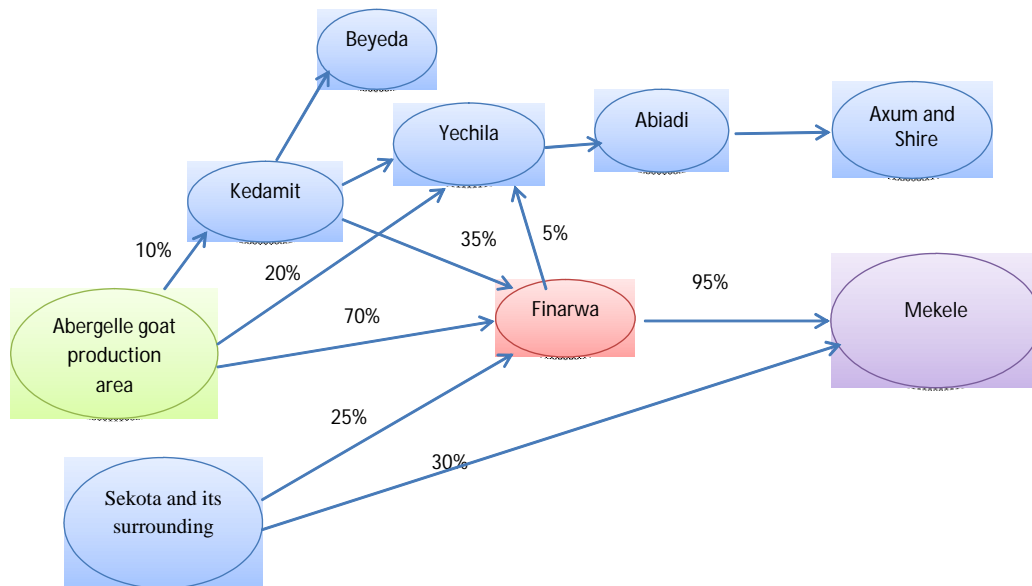 Beyeda
Yechila
Abiadi
Axum and
Shire
Kedamit
10%
20%
35%
5%
95%
Abergelle goat
production
area
70%
Finarwa
Mekele
25%
30%
Sekota and its
surrounding